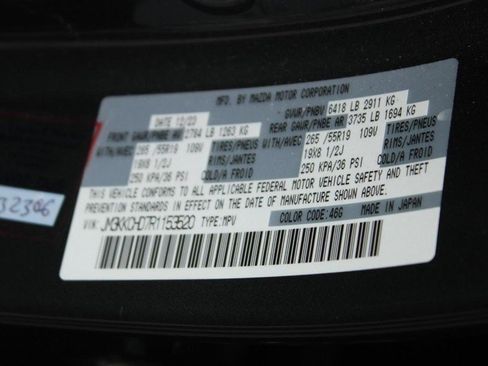 MFD. BY MAZDA MOTOR CORPORATION
DATE 12/23 GVWR/PNBV 6418 LB 2911 KG
FRONT GAWR/PNBE AV 2784 LB 1263 KG REAR GAWR/PNBE AR 3735 LB 1694 KG
WITH/AVEC 265 /55R19 109V TIRES/PNEUS WITH/AVEC 265 /55R19 109V TIRES/PNEUS
19X8 1/2J RIMS/JANTES 19X8 1/2J RIMS/JANTES
250 KPA/36 PSI COLD/A FROID 250 KPA/36 PSI COLD/A FROID
THIS VEHICLE CONFORMS TO ALL APPLICABLE FEDERAL MOTOR VEHICLE SAFETY AND THEFT
PREVENTION STANDARDS IN EFFECT ON THE DATE OF MANUFACTURE SHOWN ABOVE.
VIN: JM3KKCHD7R1153520 TYPE:MPV COLOR CODE:46G MADE IN JAPAN
32306